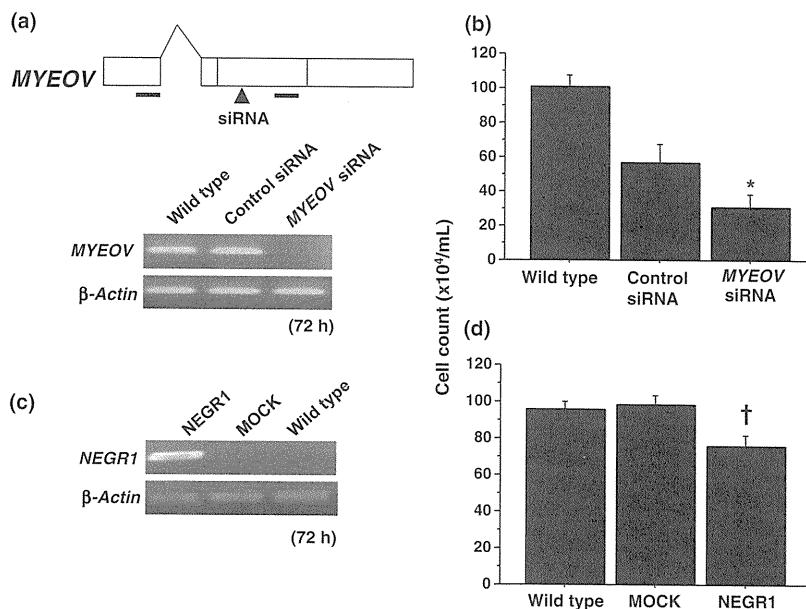 (a)
MYEOV
siRNA
Wild type
Control siRNA
MYEOV siRNA
MYEOV
β-Actin
(72 h)
(c)
NEGR1
MOCK
Wild type
NEGR1
β-Actin
(72 h)
Cell count (x10⁴/mL)
(b)
120
100
80
60
40
20
0
*
Wild type
Control
siRNA
MYEOV
siRNA
(d)
120
100
80
60
40
20
0
†
Wild type
MOCK
NEGR1